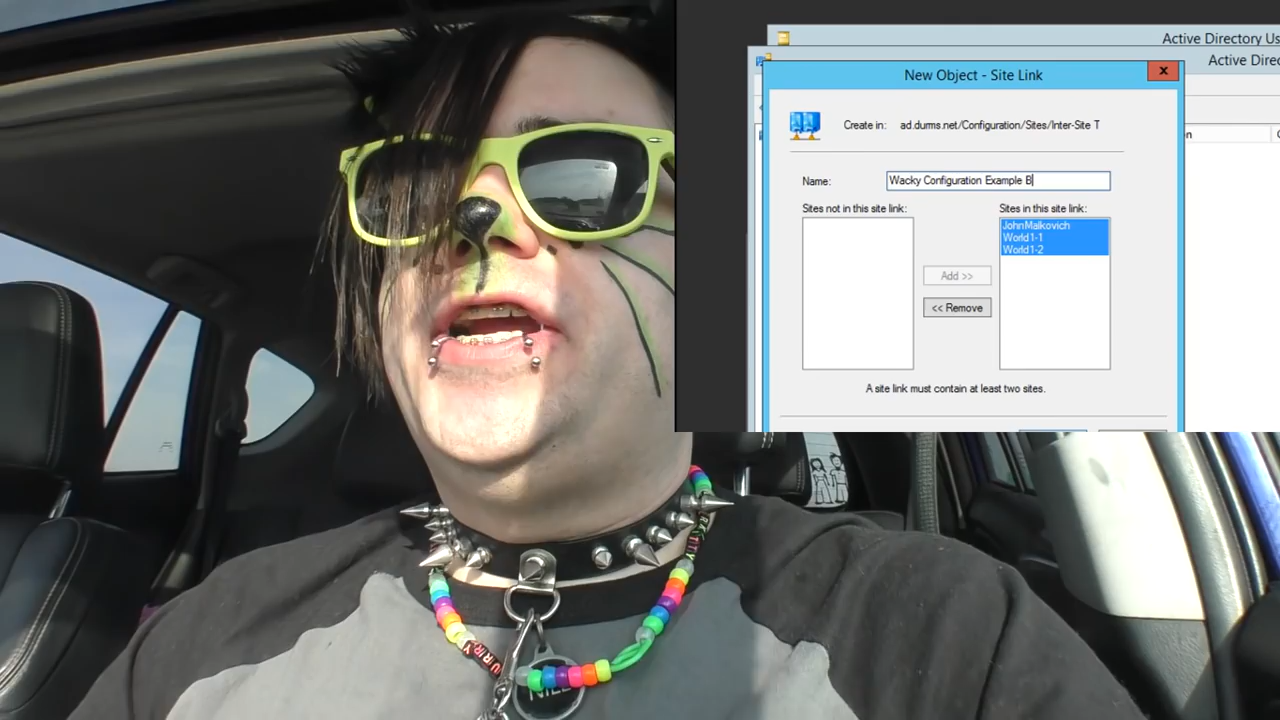 Active Directory Us
Active Direc
New Object - Site Link
Create in: ad.durms.net/Configuration/Sites/Inter-Site T
Name: Wacky Configuration Example B
Sites not in this site link:
Sites in this site link:
JohnMalkovich
World1-1
World1-2
Add >>
<< Remove
A site link must contain at least two sites.